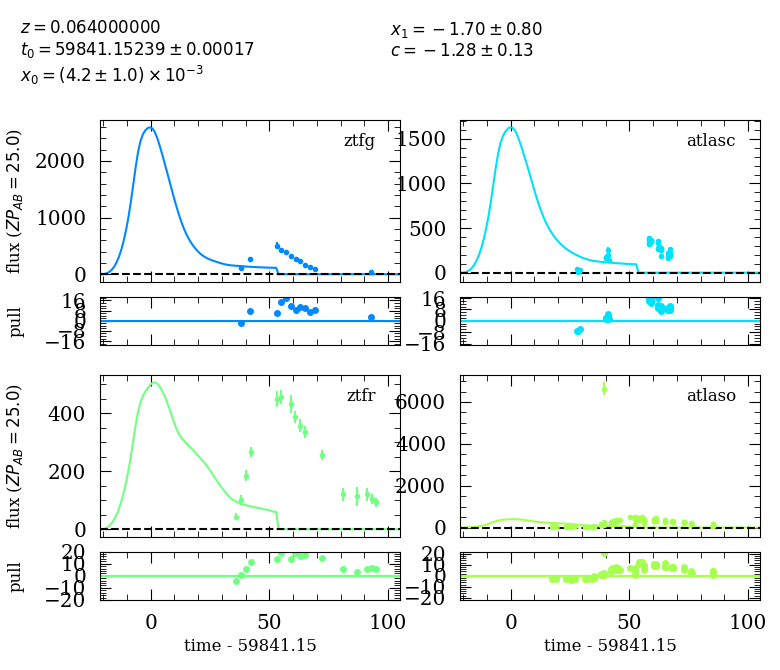 z = 0.064000000
t₀ = 59841.15239 ± 0.00017
x₀ = (4.2 ± 1.0) × 10⁻³
x₁ = −1.70 ± 0.80
c = −1.28 ± 0.13
flux (ZP_AB = 25.0)
2000
1000
0
ztfg
1500
1000
500
0
atlasc
pull
16
8
0
−8
−16
16
8
0
−8
−16
flux (ZP_AB = 25.0)
400
200
0
ztfr
6000
4000
2000
0
atlaso
pull
20
10
0
−10
−20
20
10
0
−10
−20
0 50 100
0 50 100
time - 59841.15
time - 59841.15